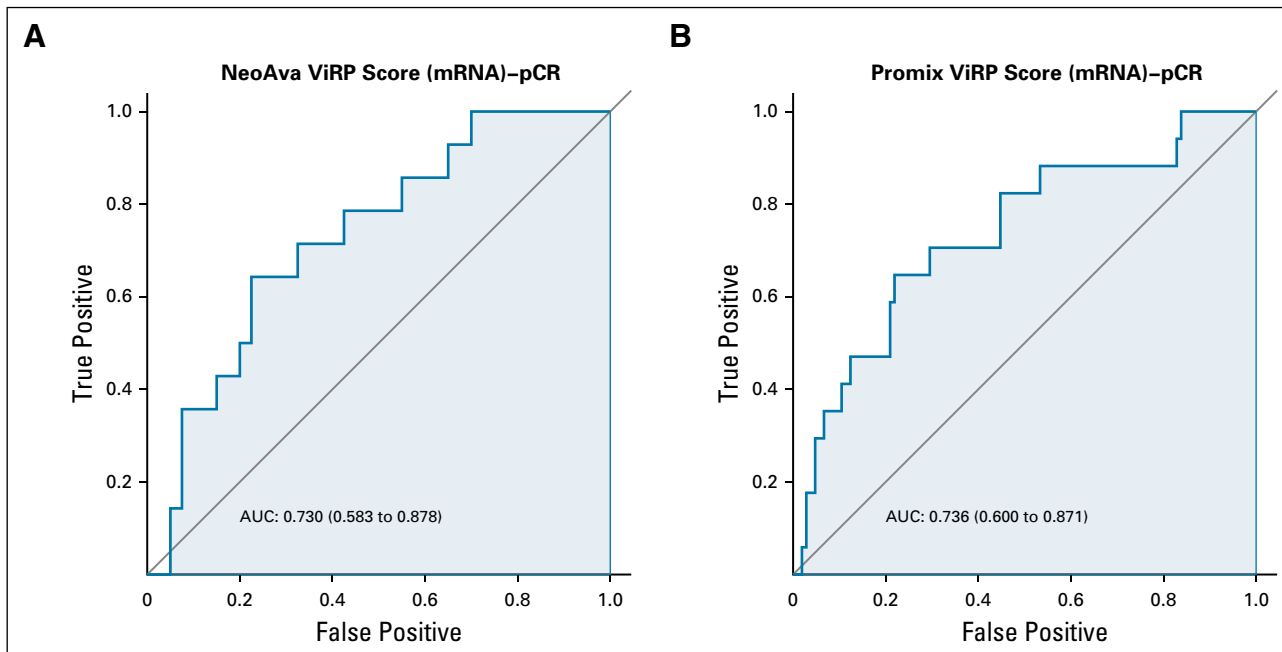 A
NeoAva ViRP Score (mRNA)–pCR
True Positive
1.0
0.8
0.6
0.4
0.2
AUC: 0.730 (0.583 to 0.878)
0 0.2 0.4 0.6 0.8 1.0
False Positive
B
Promix ViRP Score (mRNA)–pCR
True Positive
1.0
0.8
0.6
0.4
0.2
AUC: 0.736 (0.600 to 0.871)
0 0.2 0.4 0.6 0.8 1.0
False Positive